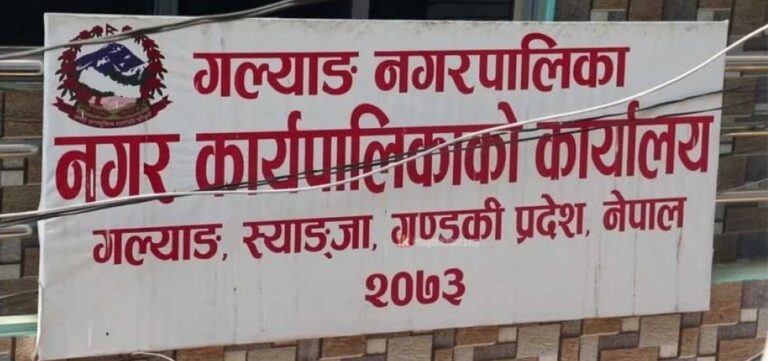 गल्याङ नगरपालिका
नगर कार्यपालिकाको कार्यालय
गल्याङ, स्याङ्जा, गण्डकी प्रदेश, नेपाल
२०७३